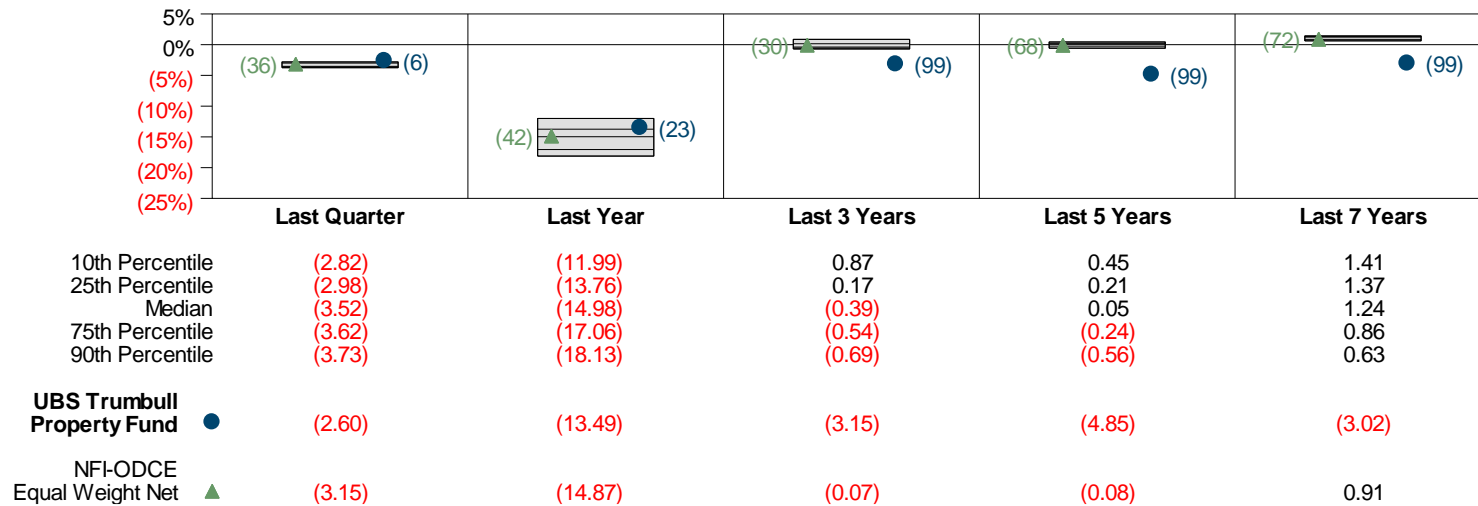 5%
0%
(5%)
(10%)
(15%)
(20%)
(25%)
(36) (6) (42) (23) (30) (99) (68) (99) (72) (99)
Last Quarter Last Year Last 3 Years Last 5 Years Last 7 Years
10th Percentile (2.82) (11.99) 0.87 0.45 1.41
25th Percentile (2.98) (13.76) 0.17 0.21 1.37
Median (3.52) (14.98) (0.39) 0.05 1.24
75th Percentile (3.62) (17.06) (0.54) (0.24) 0.86
90th Percentile (3.73) (18.13) (0.69) (0.56) 0.63
UBS Trumbull
Property Fund (2.60) (13.49) (3.15) (4.85) (3.02)
NFI-ODCE
Equal Weight Net (3.15) (14.87) (0.07) (0.08) 0.91